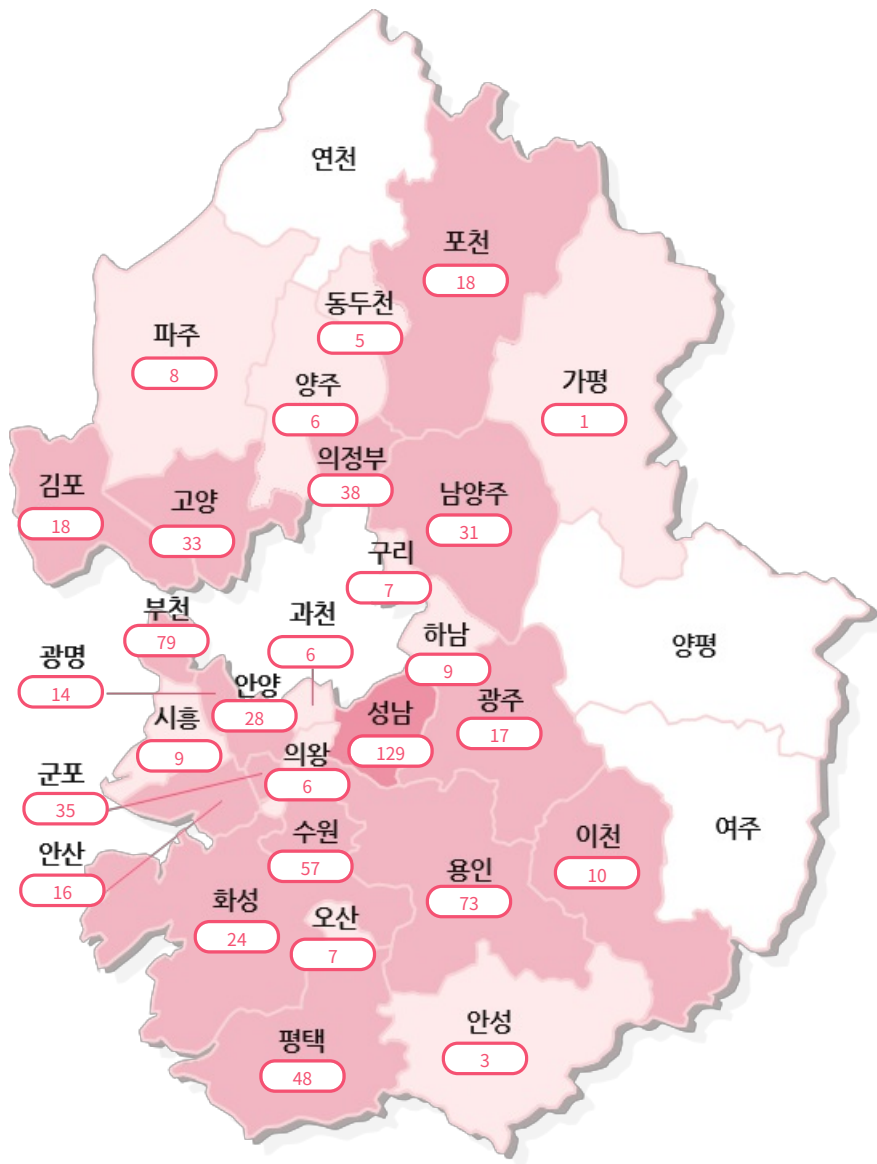 연천
포천
18
동두천
5
파주
8
양주
6
가평
1
의정부
38
김포
18
고양
33
남양주
31
구리
7
부천
79
과천
6
하남
9
양평
광명
14
안양
28
시흥
9
성남
129
광주
17
의왕
6
군포
35
수원
57
이천
10
여주
안산
16
용인
73
화성
24
오산
7
안성
3
평택
48